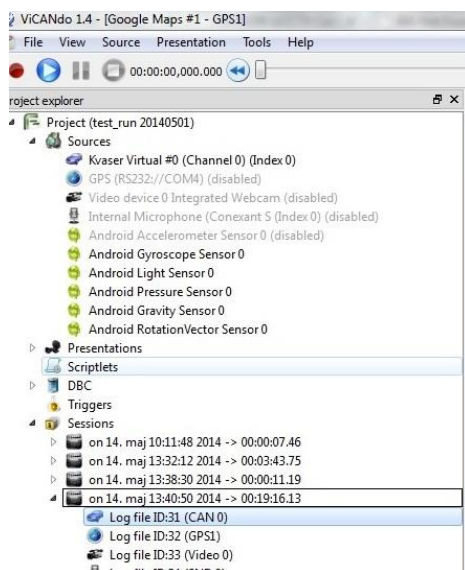 ViCANdo 1.4 - [Google Maps #1 - GPS1]
File View Source Presentation Tools Help
00:00:00,000.000
roject explorer
Project (test_run 20140501)
Sources
Kvaser Virtual #0 (Channel 0) (Index 0)
GPS (RS232://COM4) (disabled)
Video device 0 Integrated Webcam (disabled)
Internal Microphone (Conexant S (Index 0) (disabled)
Android Accelerometer Sensor 0 (disabled)
Android Gyroscope Sensor 0
Android Light Sensor 0
Android Pressure Sensor 0
Android Gravity Sensor 0
Android RotationVector Sensor 0
Presentations
Scriptlets
DBC
Triggers
Sessions
on 14. maj 10:11:48 2014 -> 00:00:07.46
on 14. maj 13:32:12 2014 -> 00:03:43.75
on 14. maj 13:38:30 2014 -> 00:00:11.19
on 14. maj 13:40:50 2014 -> 00:19:16.13
Log file ID:31 (CAN 0)
Log file ID:32 (GPS1)
Log file ID:33 (Video 0)